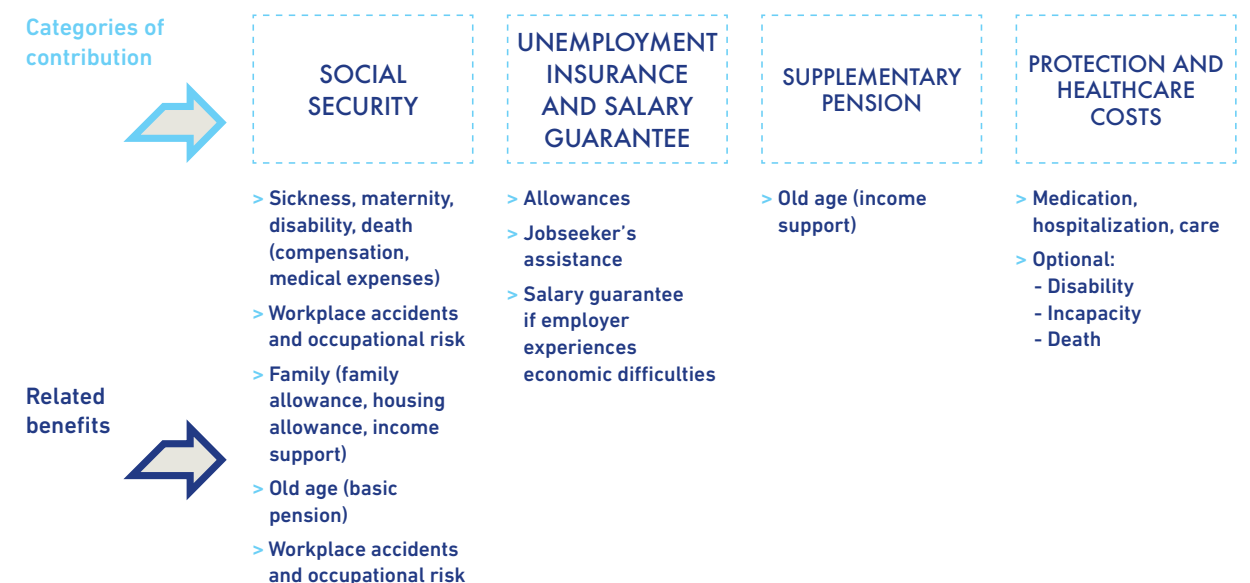 Categories of
contribution
SOCIAL
SECURITY
UNEMPLOYMENT
INSURANCE
AND SALARY
GUARANTEE
SUPPLEMENTARY
PENSION
PROTECTION AND
HEALTHCARE
COSTS
Related
benefits
> Sickness, maternity,
disability, death
(compensation,
medical expenses)
> Workplace accidents
and occupational risk
> Family (family
allowance, housing
allowance, income
support)
> Old age (basic
pension)
> Workplace accidents
and occupational risk
> Allowances
> Jobseeker's
assistance
> Salary guarantee
if employer
experiences
economic difficulties
> Old age (income
support)
> Medication,
hospitalization, care
> Optional:
- Disability
- Incapacity
- Death